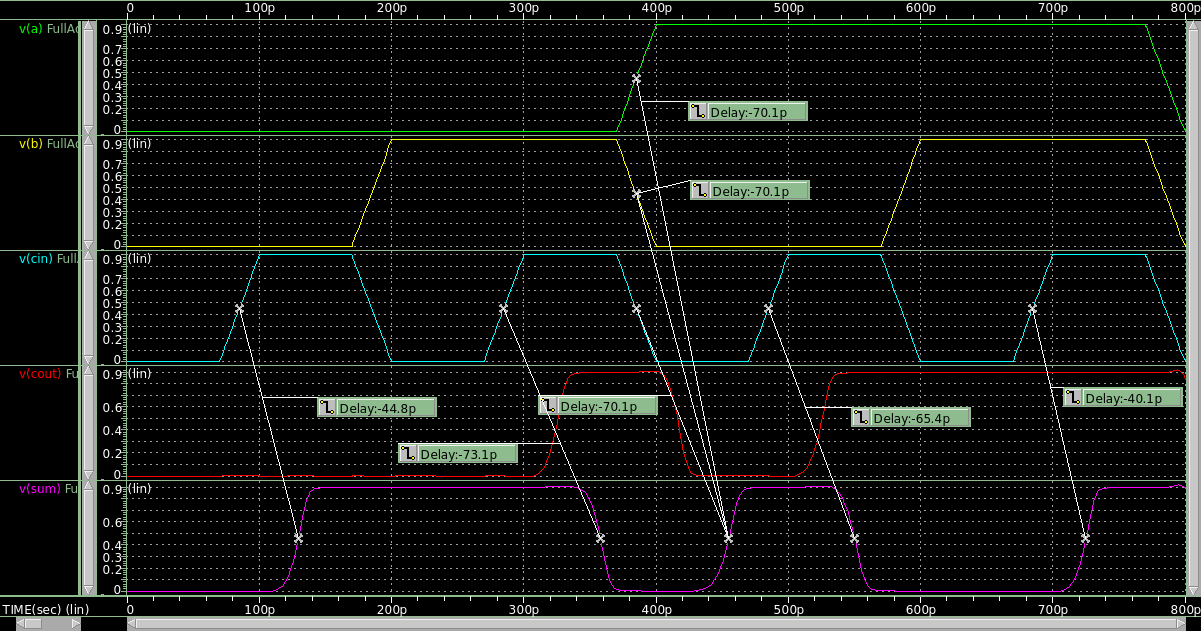 0 100p 200p 300p 400p 500p 600p 700p 800p
v(a) FullAd
0.9 (lin)
0.7
0.6
0.5
0.4
0.3
0.2
0
Delay:-70.1p
v(b) FullAd
0.9 (lin)
0.7
0.6
0.5
0.4
0.3
0.2
0
Delay:-70.1p
v(cin) Full
0.9 (lin)
0.7
0.6
0.5
0.4
0.3
0.2
0
v(cout) Fu
0.9 (lin)
0.6
0.4
0.2
0
Delay:-44.8p
Delay:-70.1p
Delay:-73.1p
Delay:-65.4p
Delay:-40.1p
v(sum) Fu
0.9 (lin)
0.6
0.4
0.3
0.2
0
TIME(sec) (lin) 0 100p 200p 300p 400p 500p 600p 700p 800p